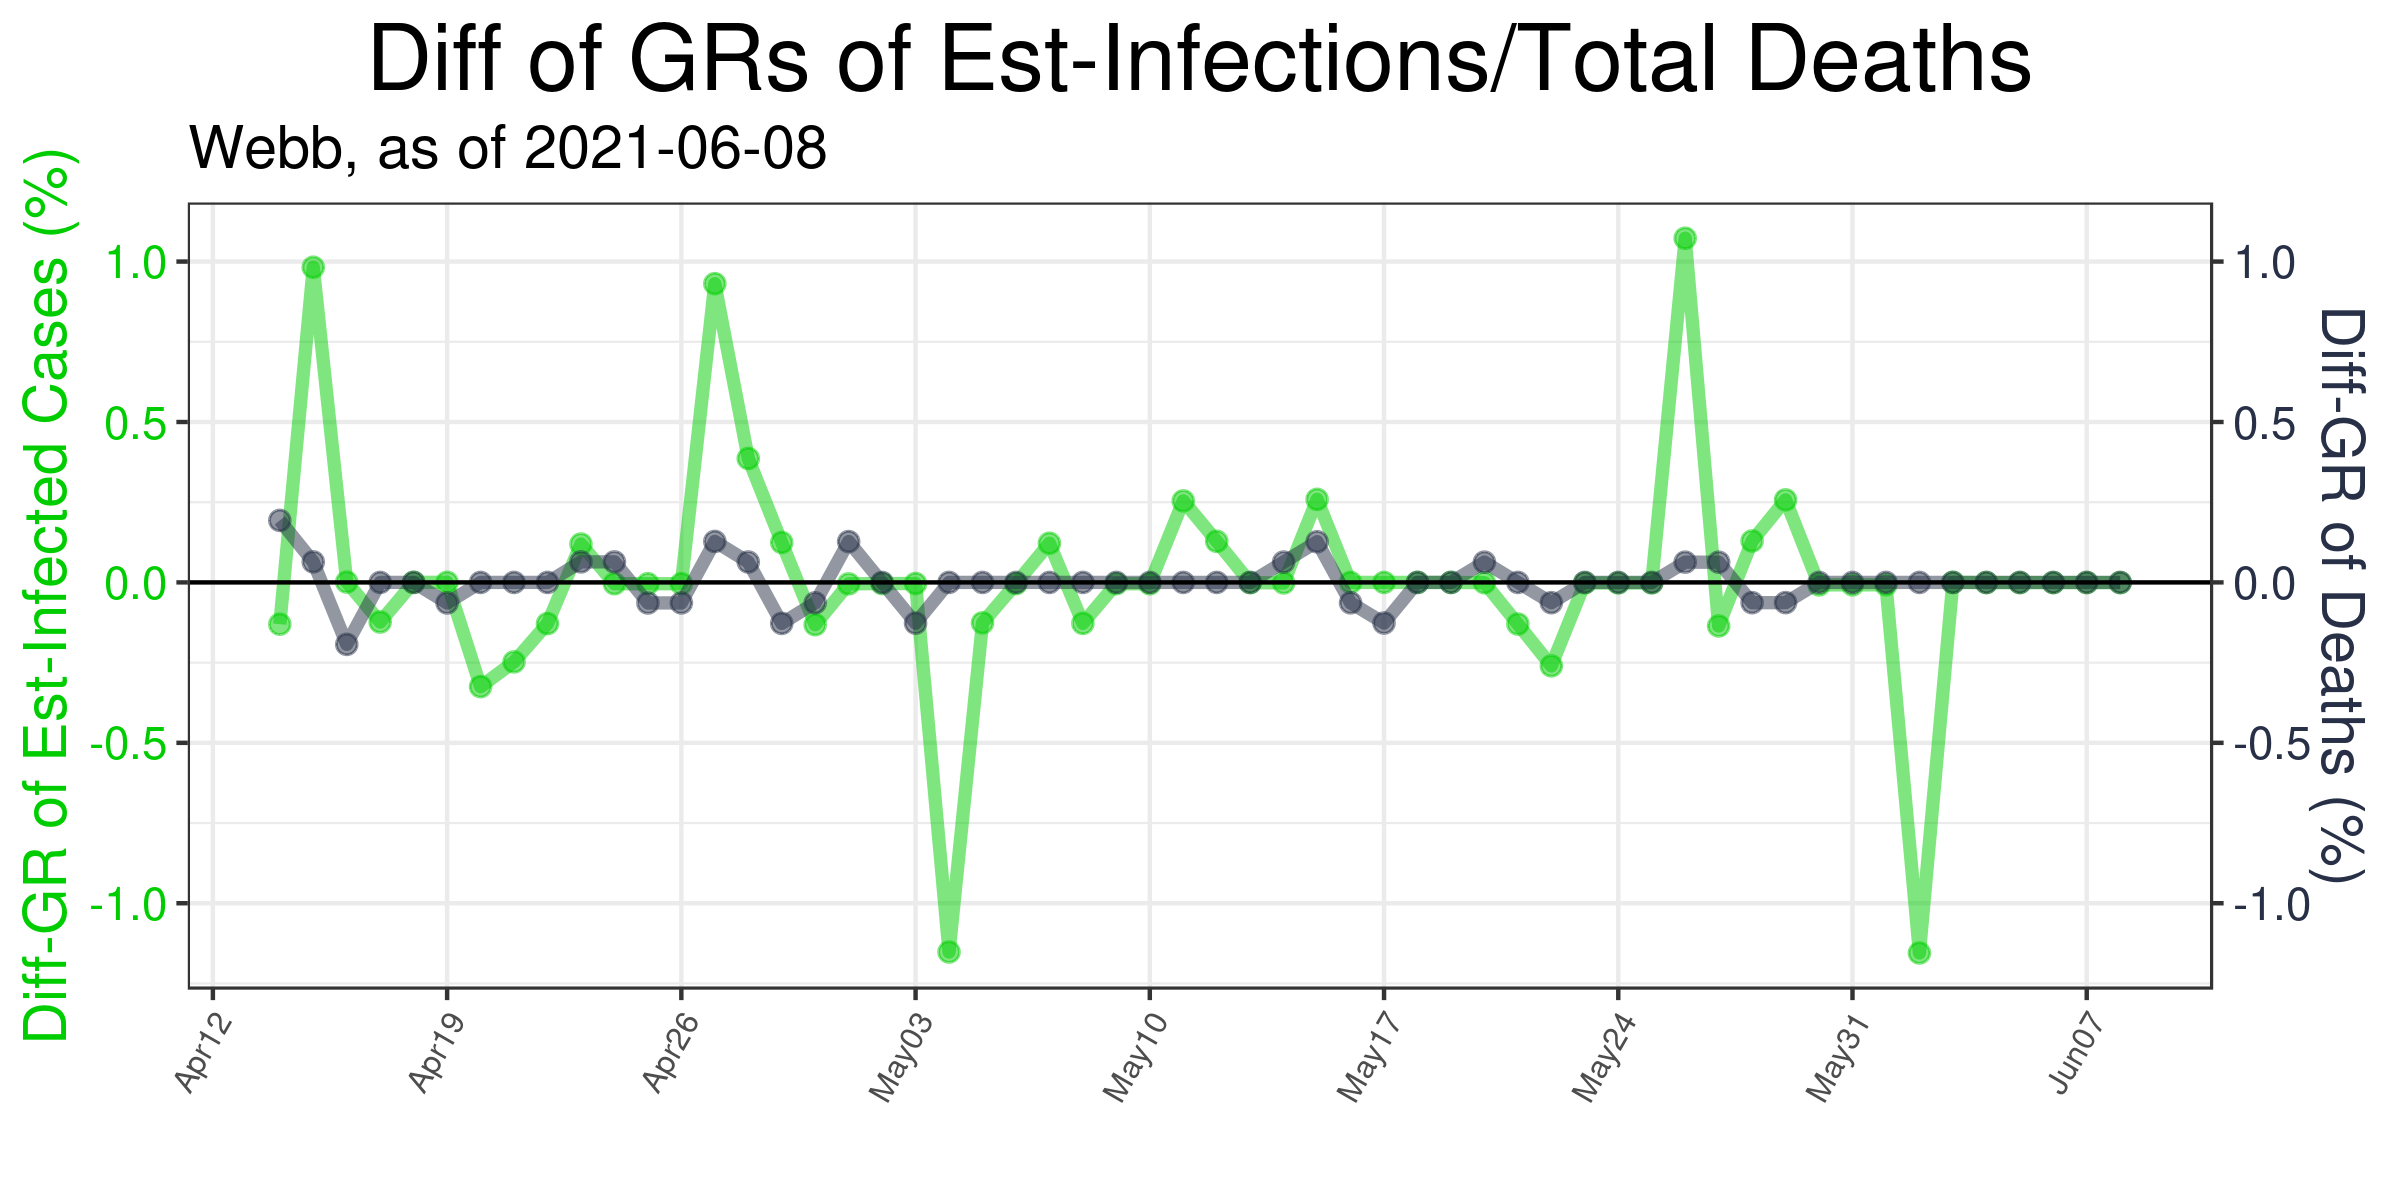 Diff of GRs of Est-Infections/Total Deaths
Webb, as of 2021-06-08
Diff-GR of Est-Infected Cases (%)
1.0
0.5
0.0
-0.5
-1.0
1.0
0.5
0.0
-0.5
-1.0
Diff-GR of Deaths (%)
Apr12
Apr19
Apr26
May03
May10
May17
May24
May31
Jun07